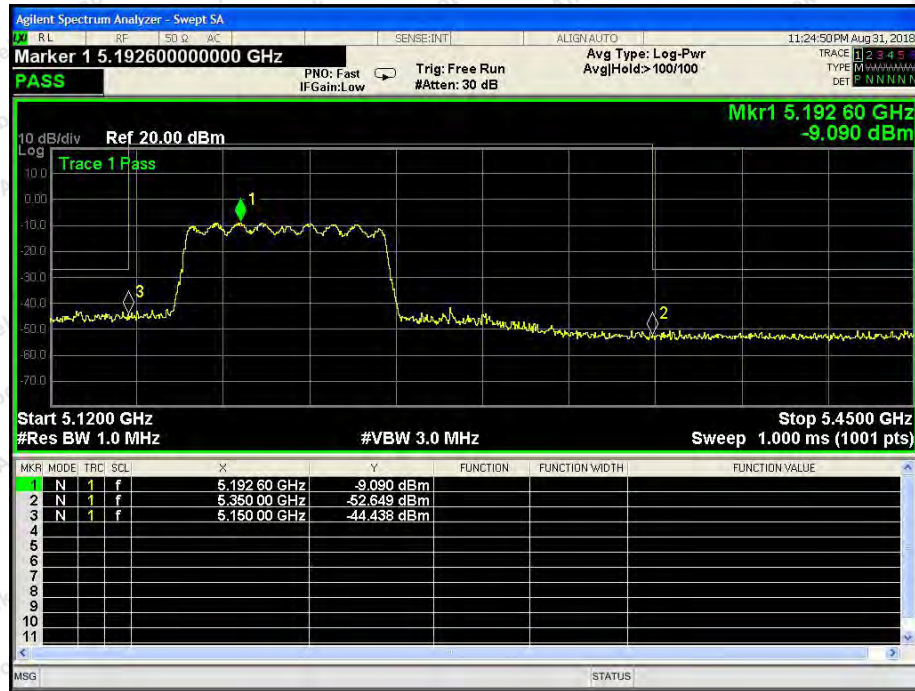 Agilent Spectrum Analyzer - Swept SA
LXI RL RF 50 Ω AC SENSE:INT ALIGN AUTO 11:24:50 PM Aug 31, 2018
Marker 1 5.192600000000 GHz
PASS
PNO: Fast
IFGain:Low
Trig: Free Run
#Atten: 30 dB
Avg Type: Log-Pwr
Avg|Hold:>100/100
TRACE 1 2 3 4 5
TYPE M
DET P N N N N N
Mkr1 5.192 60 GHz
-9.090 dBm
10 dB/div Ref 20.00 dBm
Log
Trace 1 Pass
10.0
0.00
-10.0
-20.0
-30.0
-40.0
-50.0
-60.0
-70.0
1
3
2
Start 5.1200 GHz Stop 5.4500 GHz
#Res BW 1.0 MHz #VBW 3.0 MHz Sweep 1.000 ms (1001 pts)
MKR MODE TRC SCL X Y FUNCTION FUNCTION WIDTH FUNCTION VALUE
1 N 1 f 5.192 60 GHz -9.090 dBm
2 N 1 f 5.350 00 GHz -52.649 dBm
3 N 1 f 5.150 00 GHz -44.438 dBm
4
5
6
7
8
9
10
11
MSG STATUS